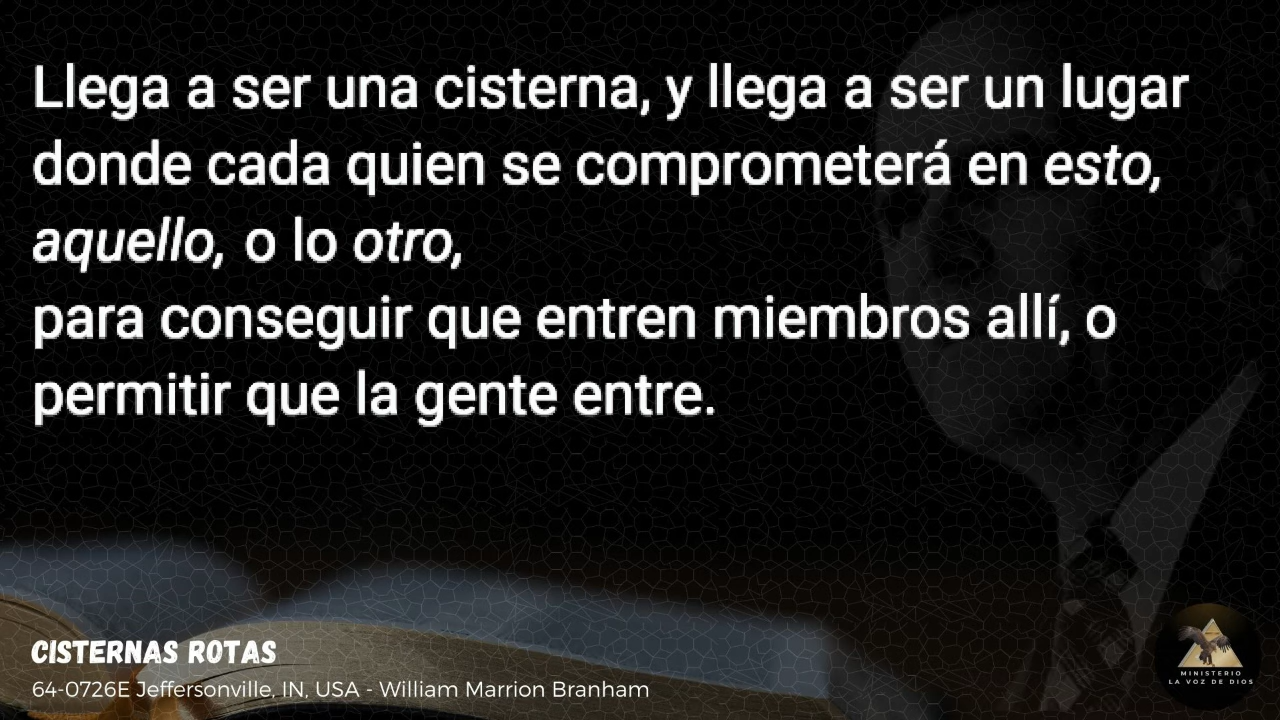 Llega a ser una cisterna, y llega a ser un lugar
donde cada quien se comprometerá en esto,
aquello, o lo otro,
para conseguir que entren miembros allí, o
permitir que la gente entre.
CISTERNAS ROTAS
64-0726E Jeffersonville, IN, USA - William Marrion Branham
MINISTERIO
LA VOZ DE DIOS